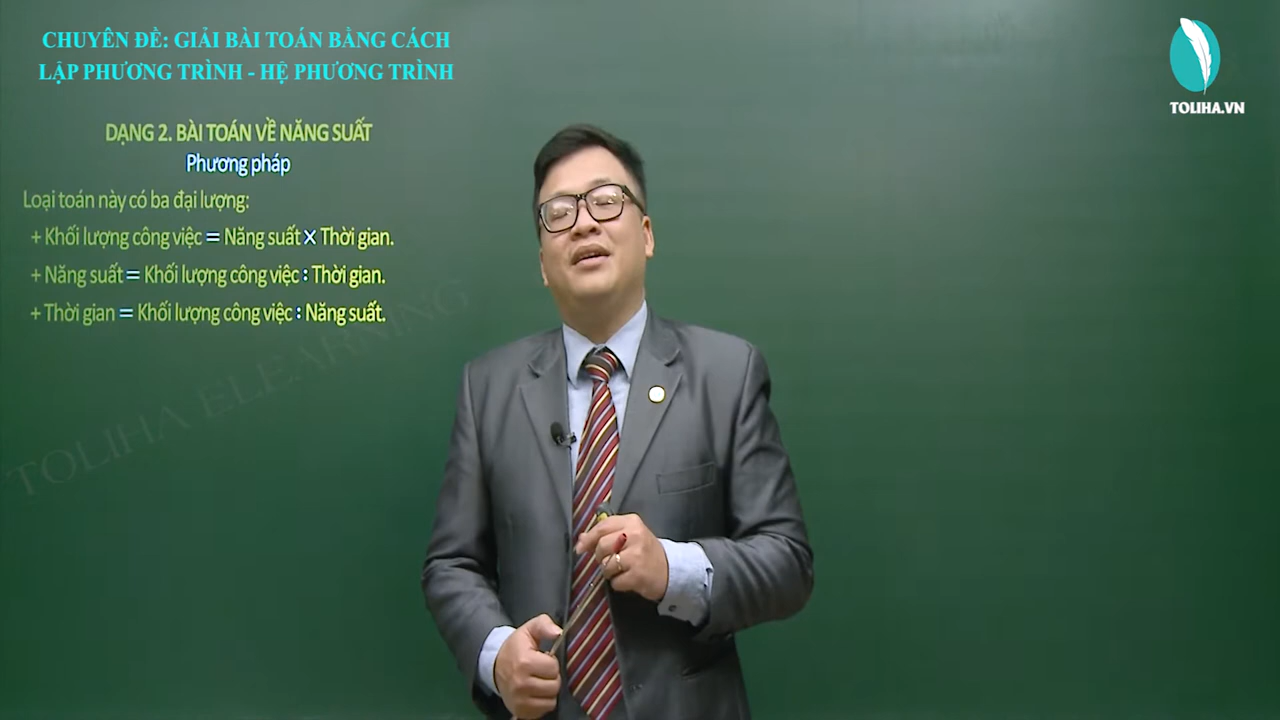 CHUYÊN ĐỀ: GIẢI BÀI TOÁN BẰNG CÁCH
LẬP PHƯƠNG TRÌNH - HỆ PHƯƠNG TRÌNH
TOLIHA.VN
DẠNG 2. BÀI TOÁN VỀ NĂNG SUẤT
Phương pháp
Loại toán này có ba đại lượng:
+ Khối lượng công việc = Năng suất × Thời gian.
+ Năng suất = Khối lượng công việc : Thời gian.
+ Thời gian = Khối lượng công việc : Năng suất.
TOLIHA ELEARNING